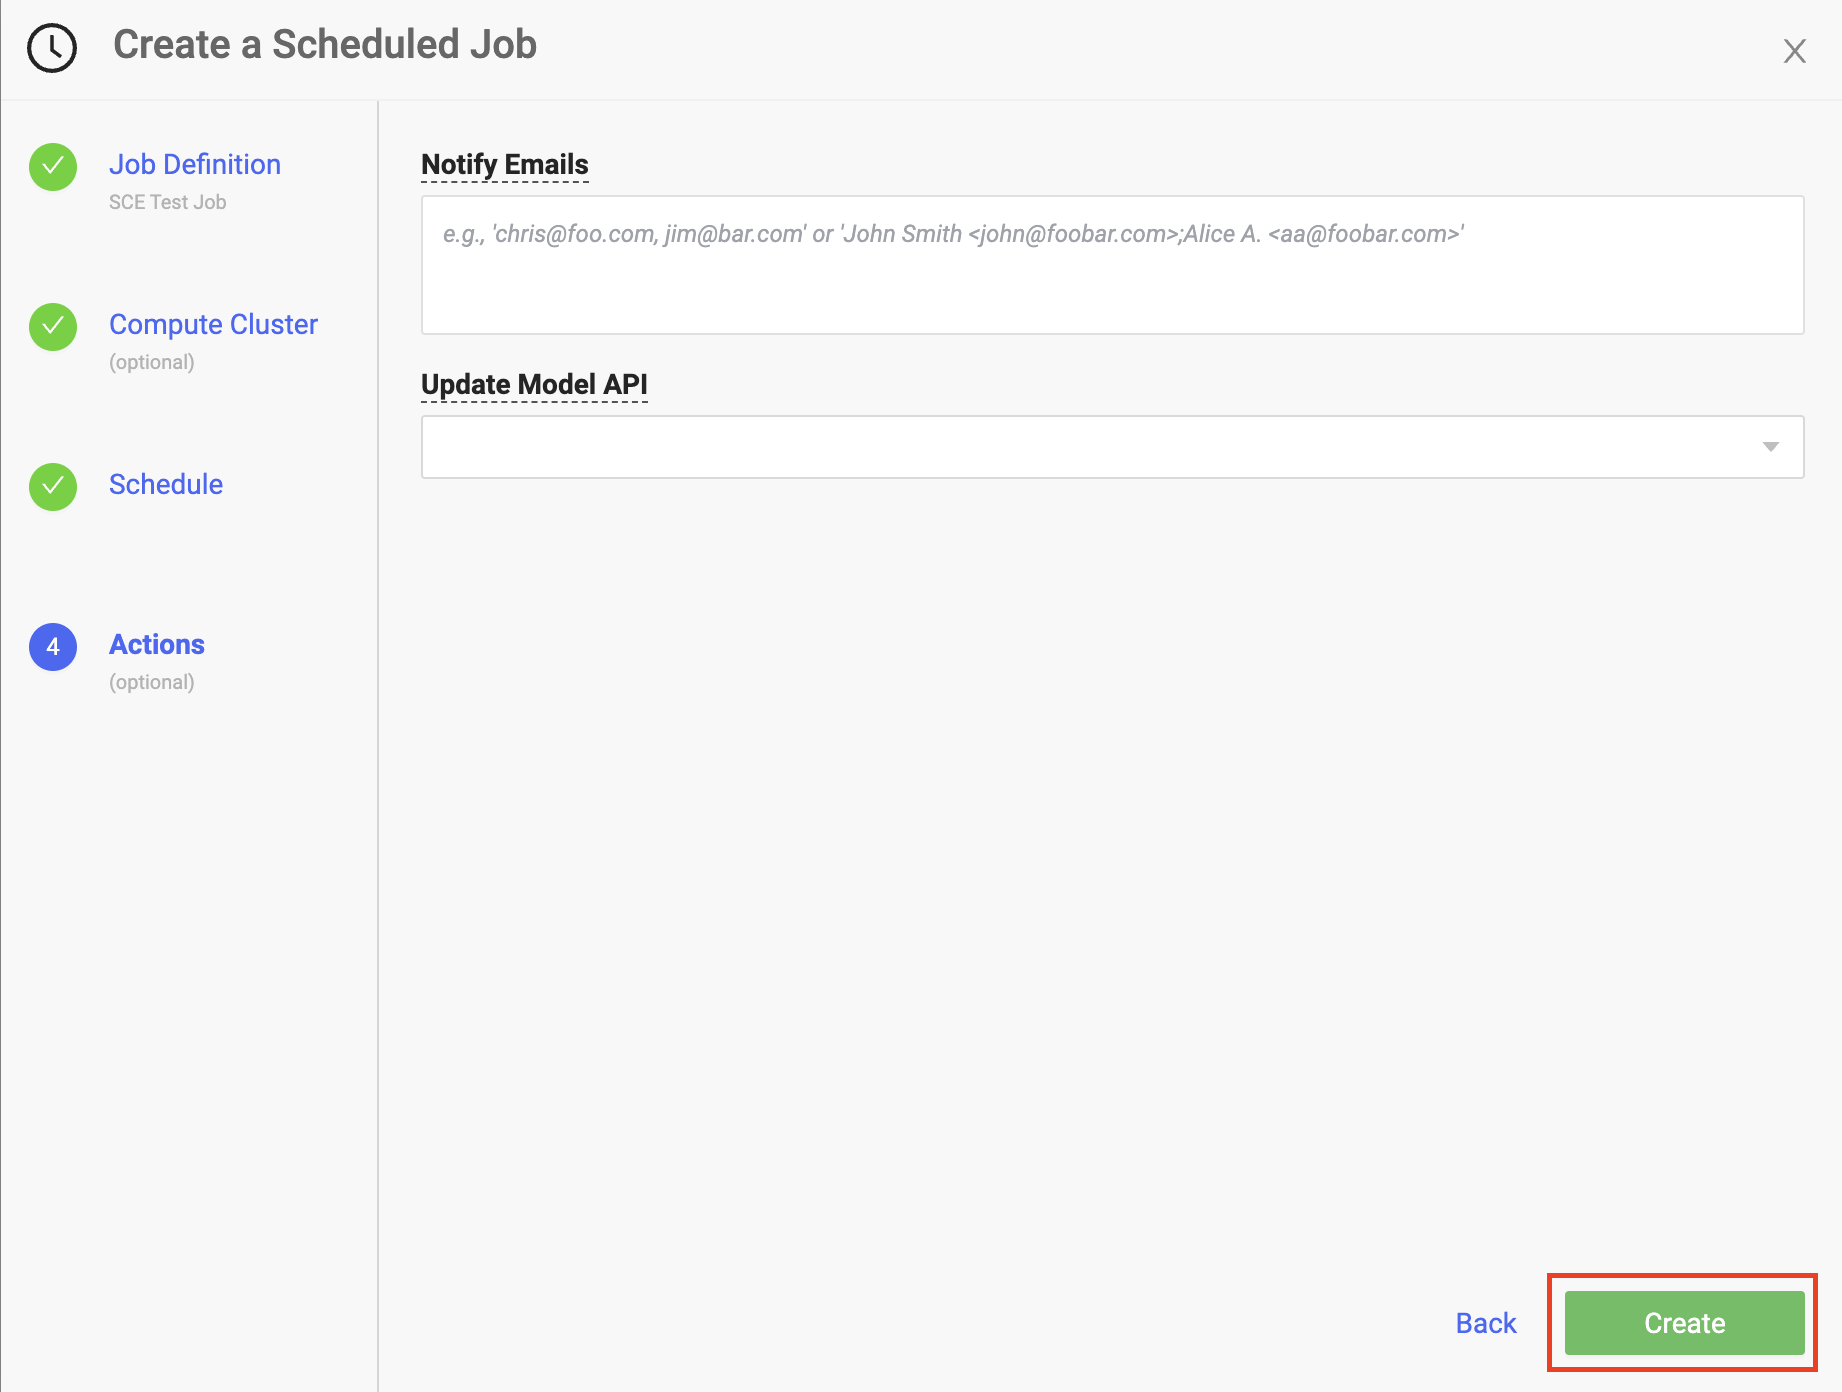 Create a Scheduled Job
X
Job Definition
SCE Test Job
Compute Cluster
(optional)
Schedule
4
Actions
(optional)
Notify Emails
e.g., 'chris@foo.com, jim@bar.com' or 'John Smith <john@foobar.com>;Alice A. <aa@foobar.com>'
Update Model API
Back
Create